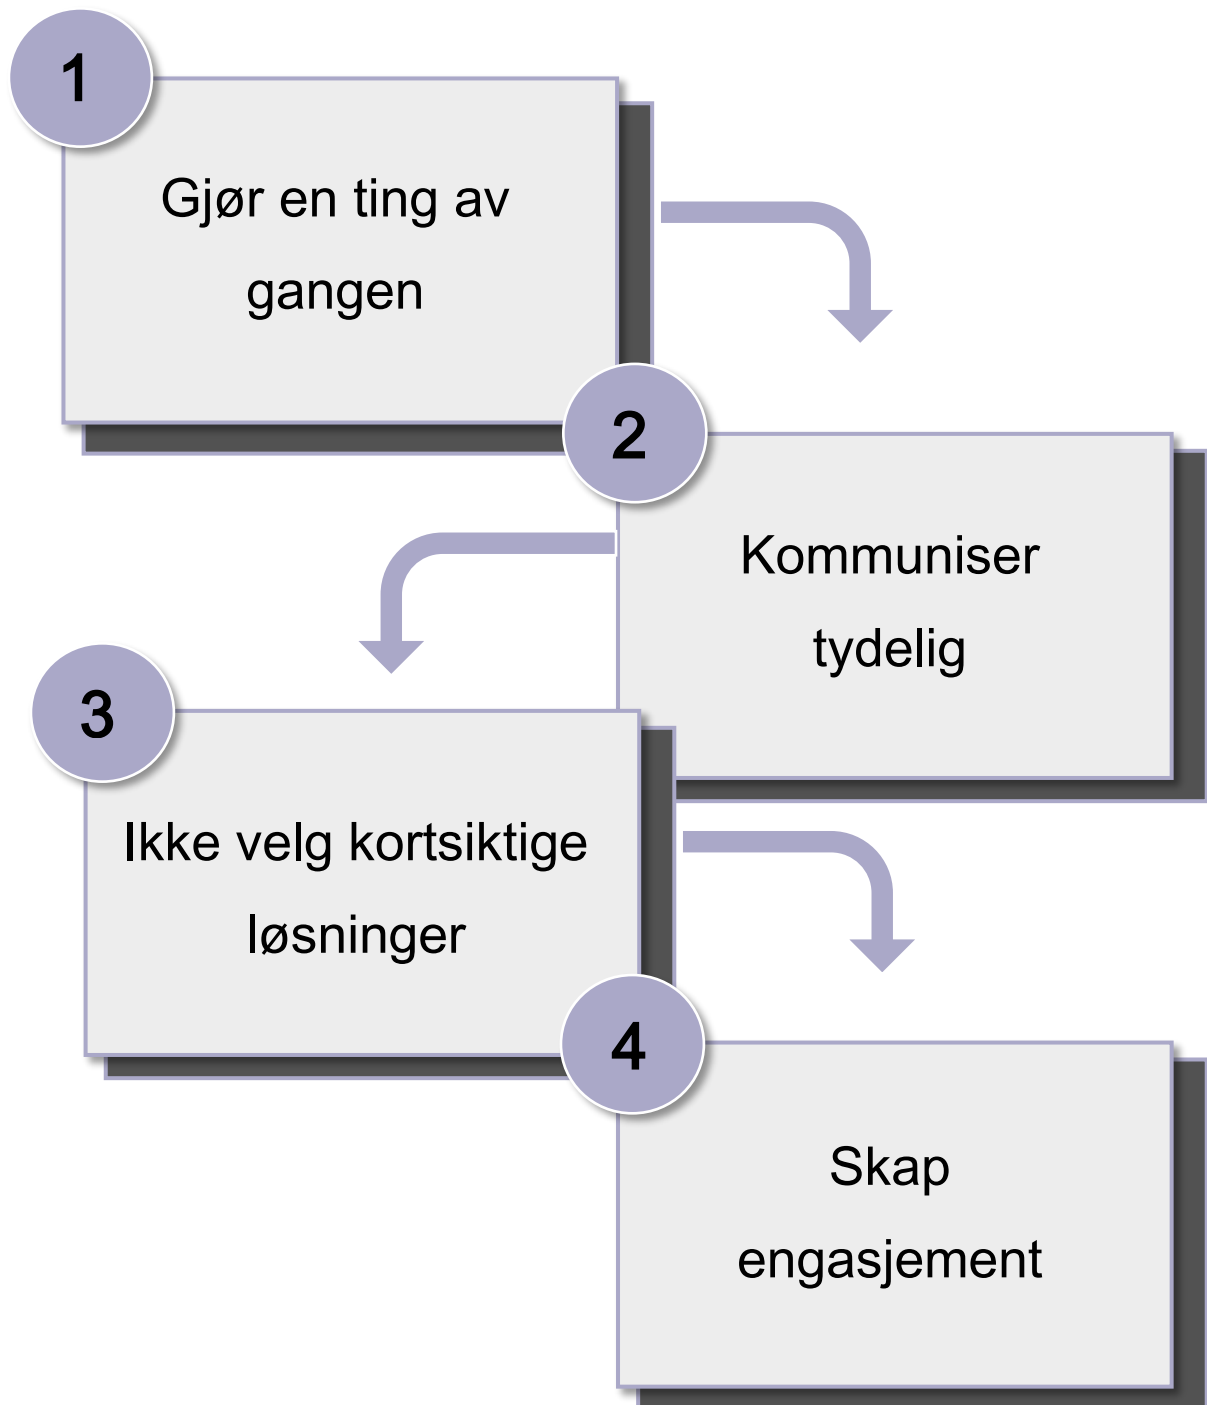 1
Gjør en ting av
gangen
2
Kommuniser
tydelig
3
Ikke velg kortsiktige
løsninger
4
Skap
engasjement